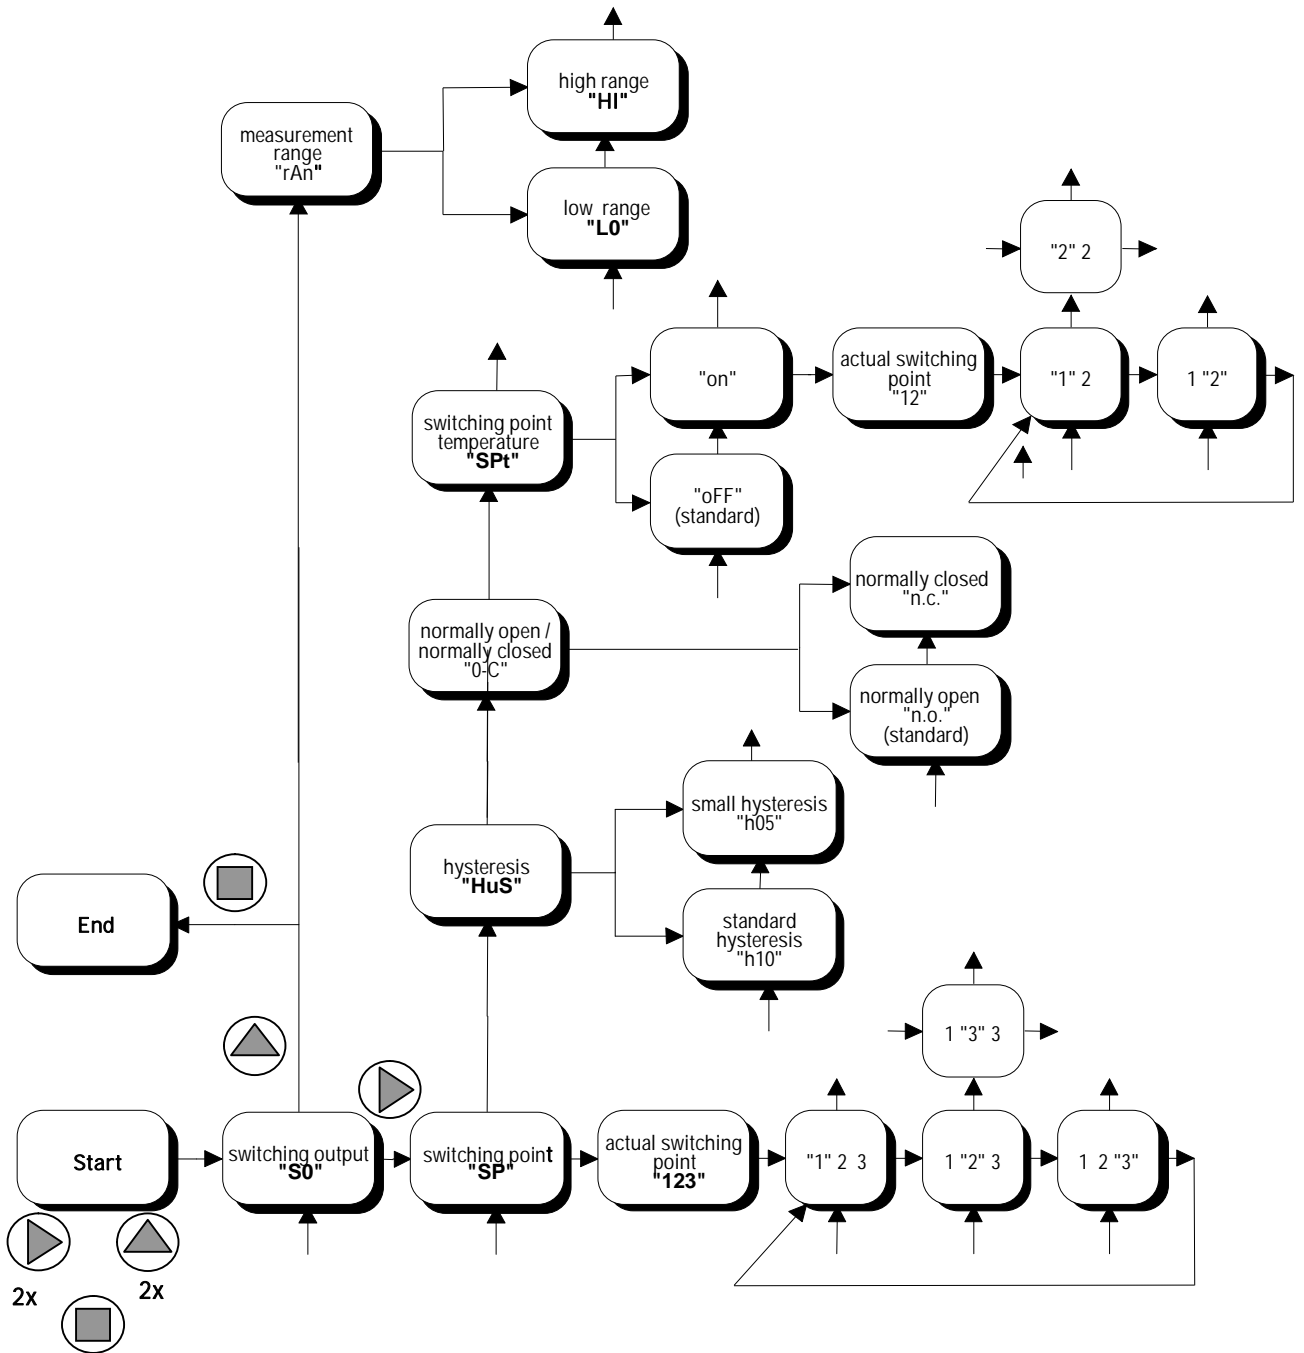 high range
"HI"
measurement
range
"rAn"
low range
"L0"
"2" 2
"on"
actual switching
point
"12"
"1" 2
1 "2"
switching point
temperature
"SPt"
"oFF"
(standard)
normally closed
"n.c."
normally open /
normally closed
"0-C"
normally open
"n.o."
(standard)
small hysteresis
"h05"
hysteresis
"HuS"
standard
hysteresis
"h10"
End
1 "3" 3
Start
switching output
"S0"
switching point
"SP"
actual switching
point
"123"
"1" 2 3
1 "2" 3
1 2 "3"
2x
2x